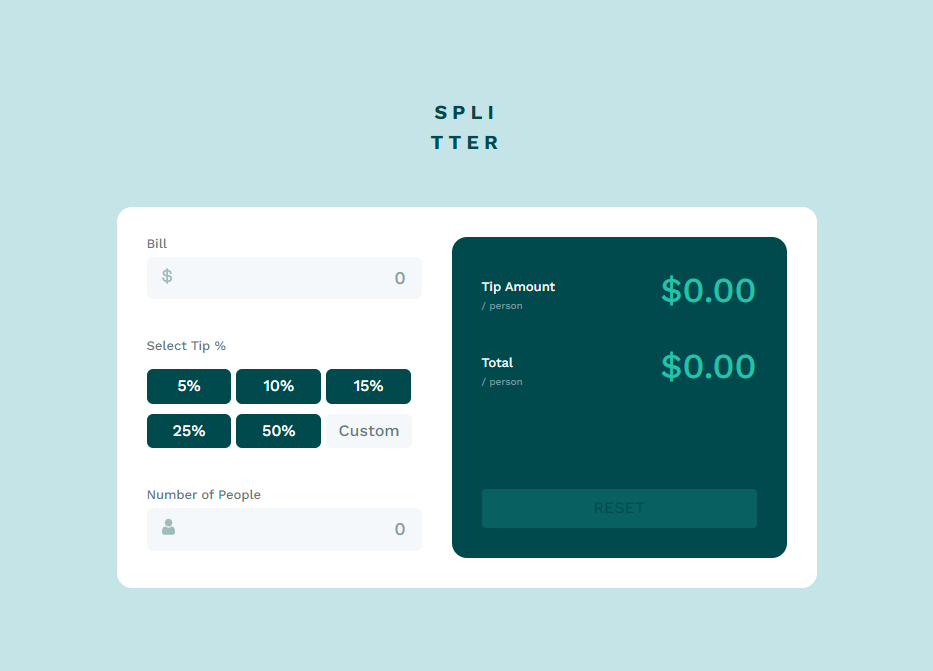 SPLI
TTER
Bill
$ 0
Select Tip %
5% 10% 15%
25% 50% Custom
Number of People
0
Tip Amount
/ person
$0.00
Total
/ person
$0.00
RESET